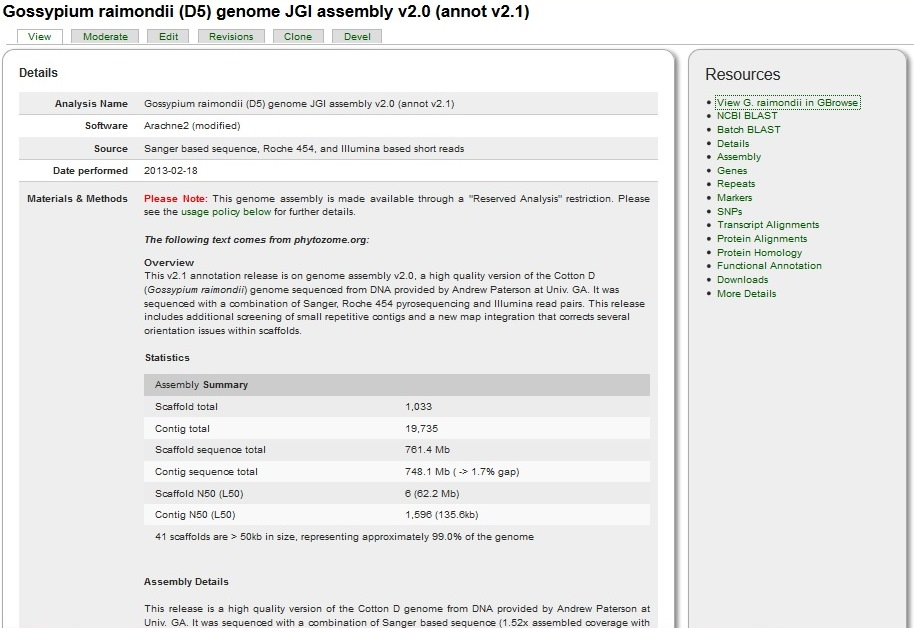 Gossypium raimondii (D5) genome JGI assembly v2.0 (annot v2.1)
View Moderate Edit Revisions Clone Devel
Details
Analysis Name Gossypium raimondii (D5) genome JGI assembly v2.0 (annot v2.1)
Software Arachne2 (modified)
Source Sanger based sequence, Roche 454, and Illumina based short reads
Date performed 2013-02-18
Materials & Methods Please Note: This genome assembly is made available through a "Reserved Analysis" restriction. Please
see the usage policy below for further details.
The following text comes from phytozome.org:
Overview
This v2.1 annotation release is on genome assembly v2.0, a high quality version of the Cotton D
(Gossypium raimondii) genome sequenced from DNA provided by Andrew Paterson at Univ. GA. It was
sequenced with a combination of Sanger, Roche 454 pyrosequencing and Illumina read pairs. This release
includes additional screening of small repetitive contigs and a new map integration that corrects several
orientation issues within scaffolds.
Statistics
Assembly Summary
Scaffold total 1,033
Contig total 19,735
Scaffold sequence total 761.4 Mb
Contig sequence total 748.1 Mb ( -> 1.7% gap)
Scaffold N50 (L50) 6 (62.2 Mb)
Contig N50 (L50) 1,596 (135.6kb)
41 scaffolds are > 50kb in size, representing approximately 99.0% of the genome
Assembly Details
This release is a high quality version of the Cotton D genome from DNA provided by Andrew Paterson at
Univ. GA. It was sequenced with a combination of Sanger based sequence (1.52x assembled coverage with
Resources
View G. raimondii in GBrowse
NCBI BLAST
Batch BLAST
Details
Assembly
Genes
Repeats
Markers
SNPs
Transcript Alignments
Protein Alignments
Protein Homology
Functional Annotation
Downloads
More Details